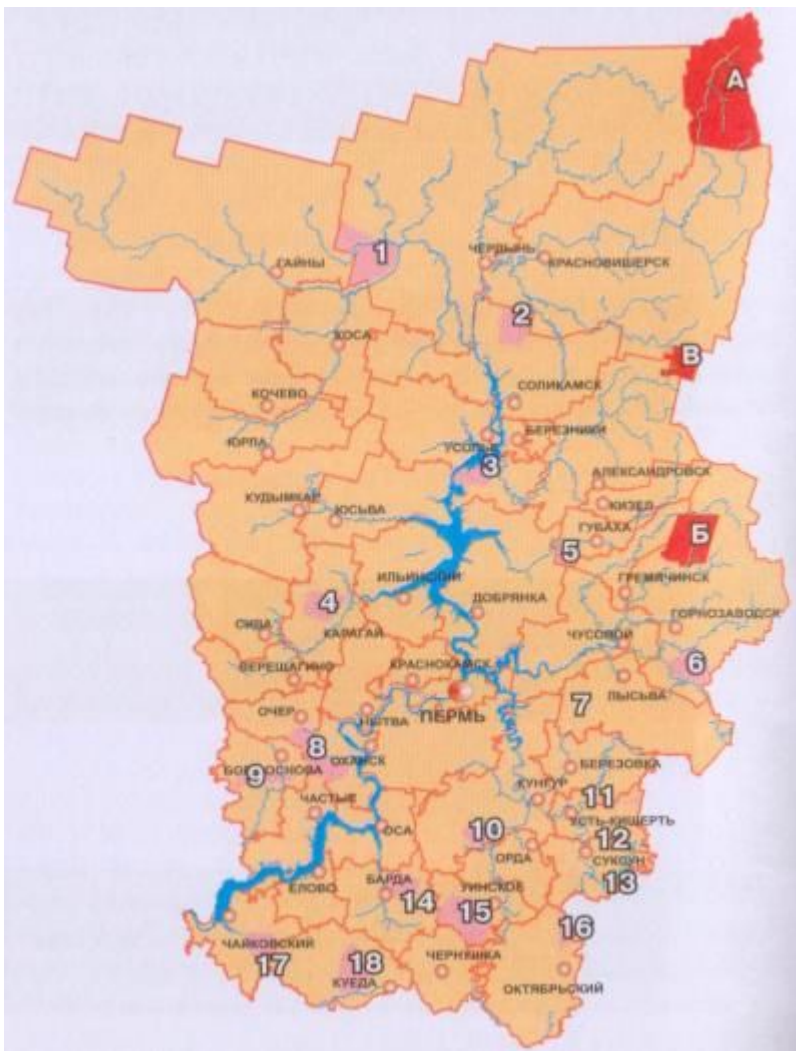 А
1
ГАЙНЫ
ЧЕРДЫНЬ
КРАСНОВИШЕРСК
2
КОСА
В
СОЛИКАМСК
КОЧЕВО
ЮРЛА
УСОЛЬЕ
БЕРЕЗНИКИ
3
АЛЕКСАНДРОВСК
КУДЫМКАР
ЮСЬВА
КИЗЕЛ
ГУБАХА
Б
5
ИЛЬИНСКИЙ
ГРЕМЯЧИНСК
4
ДОБРЯНКА
ГОРНОЗАВОДСК
СИВА
КАРАГАЙ
ЧУСОВОЙ
ВЕРЕЩАГИНО
КРАСНОКАМСК
6
ЛЫСЬВА
ОЧЕР
НЫТВА
ПЕРМЬ
7
8
ОХАНСК
БОЛ СОСНОВА
9
БЕРЕЗОВКА
КУНГУР
11
ЧАСТЫЕ
УСТЬ-КИШЕРТЬ
ОСА
10
12
ОРДА
СУКСУН
ЕЛОВО
БАРДА
УИНСКОЕ
13
14
15
16
ЧАЙКОВСКИЙ
17
18
КУЕДА
ЧЕРНУШКА
ОКТЯБРЬСКИЙ